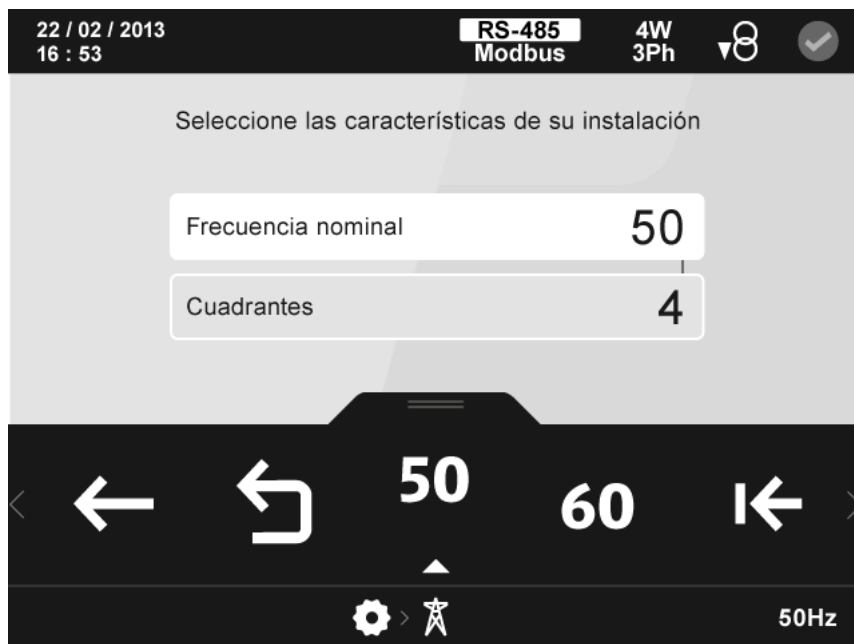 22 / 02 / 2013
16 : 53
RS-485
Modbus
4W
3Ph
Seleccione las características de su instalación
Frecuencia nominal 50
Cuadrantes 4
50 60
50Hz